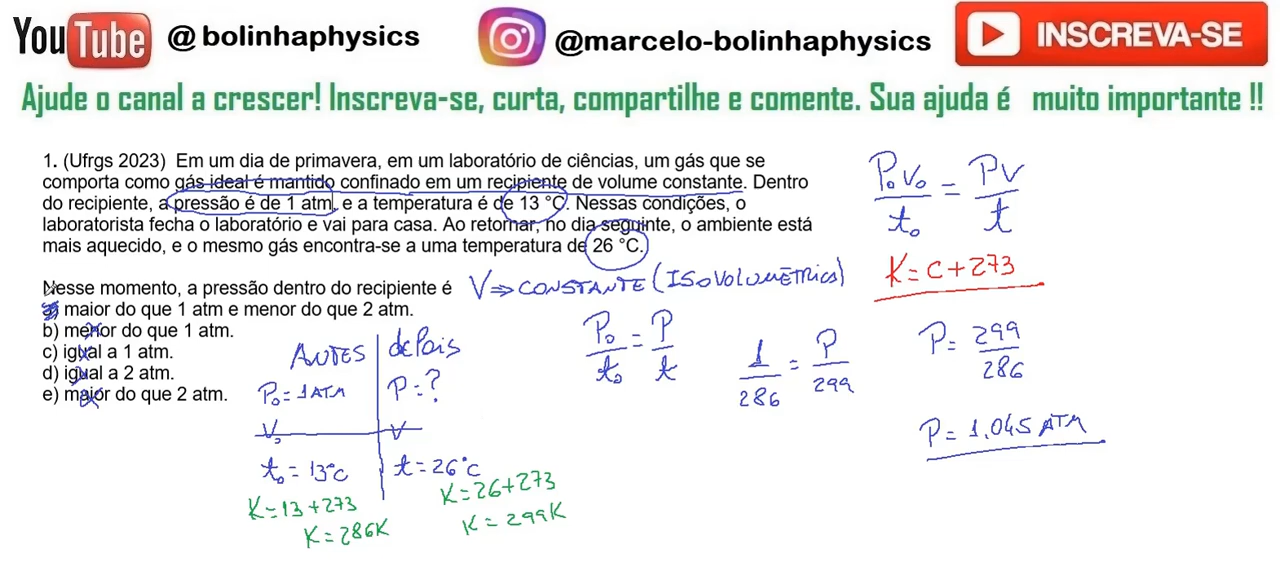 YouTube @bolinhaphysics @marcelo-bolinhaphysics INSCREVA-SE
Ajude o canal a crescer! Inscreva-se, curta, compartilhe e comente. Sua ajuda é muito importante !!
1. (Ufrgs 2023) Em um dia de primavera, em um laboratório de ciências, um gás que se
comporta como gás ideal é mantido confinado em um recipiente de volume constante. Dentro
do recipiente, a pressão é de 1 atm, e a temperatura é de 13 °C. Nessas condições, o
laboratorista fecha o laboratório e vai para casa. Ao retornar, no dia seguinte, o ambiente está
mais aquecido, e o mesmo gás encontra-se a uma temperatura de 26 °C.
Nesse momento, a pressão dentro do recipiente é
a) maior do que 1 atm e menor do que 2 atm.
b) menor do que 1 atm.
c) igual a 1 atm.
d) igual a 2 atm.
e) maior do que 2 atm.
ANTES depois
P₀ = 1 ATM P = ?
V₀ V
t₀ = 13°C t = 26°C
K = 13 + 273 K = 26 + 273
K = 286K K = 299K
V ⇒ CONSTANTE (ISOVOLUMÉTRICO)
P₀/t₀ = P/t
1/286 = P/299
P₀V₀/t₀ = PV/t
K = C + 273
P = 299/286
P = 1,045 ATM